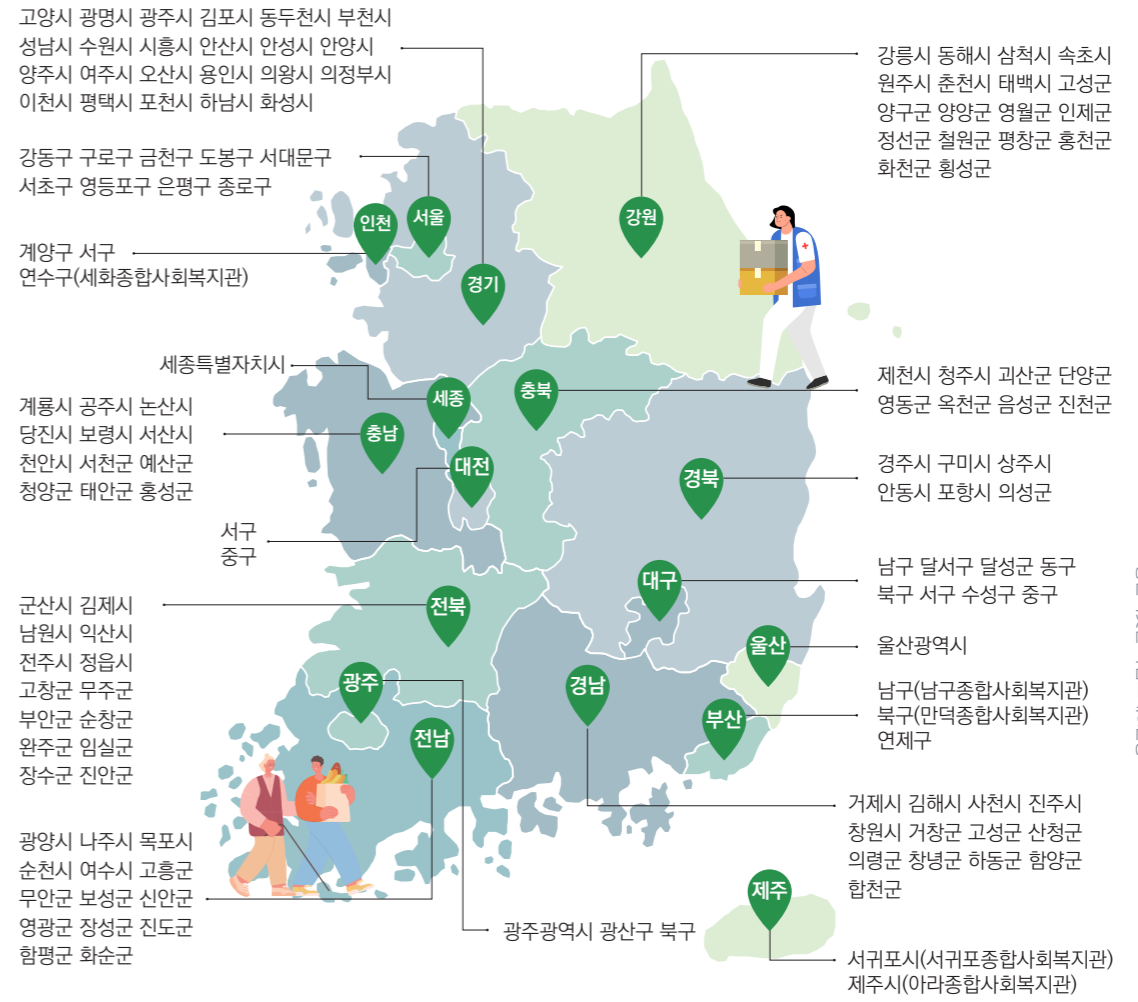 고양시 광명시 광주시 김포시 동두천시 부천시
성남시 수원시 시흥시 안산시 안성시 안양시
양주시 여주시 오산시 용인시 의왕시 의정부시
이천시 평택시 포천시 하남시 화성시
강동구 구로구 금천구 도봉구 서대문구
서초구 영등포구 은평구 종로구
계양구 서구
연수구(세화종합사회복지관)
세종특별자치시
계룡시 공주시 논산시
당진시 보령시 서산시
천안시 서천군 예산군
청양군 태안군 홍성군
서구
중구
군산시 김제시
남원시 익산시
전주시 정읍시
고창군 무주군
부안군 순창군
완주군 임실군
장수군 진안군
광양시 나주시 목포시
순천시 여수시 고흥군
무안군 보성군 신안군
영광군 장성군 진도군
함평군 화순군
인천
서울
경기
강원
세종
충북
충남
대전
경북
대구
전북
울산
광주
경남
부산
전남
제주
강릉시 동해시 삼척시 속초시
원주시 춘천시 태백시 고성군
양구군 양양군 영월군 인제군
정선군 철원군 평창군 홍천군
화천군 횡성군
제천시 청주시 괴산군 단양군
영동군 옥천군 음성군 진천군
경주시 구미시 상주시
안동시 포항시 의성군
남구 달서구 달성군 동구
북구 서구 수성구 중구
울산광역시
남구(남구종합사회복지관)
북구(만덕종합사회복지관)
연제구
거제시 김해시 사천시 진주시
창원시 거창군 고성군 산청군
의령군 창녕군 하동군 함양군
합천군
광주광역시 광산구 북구
서귀포시(서귀포종합사회복지관)
제주시(아라종합사회복지관)